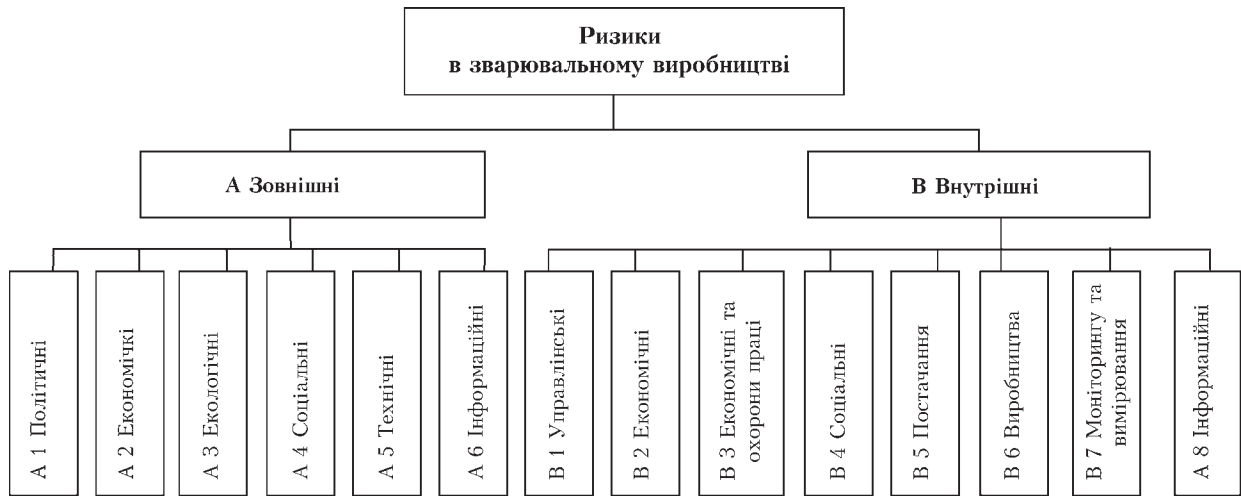 Ризики
в зварювальному виробництві
А Зовнішні
В Внутрішні
А 1 Політичні
А 2 Економічкі
А 3 Екологічні
А 4 Соціальні
А 5 Технічні
А 6 Інформаційні
В 1 Управлінські
В 2 Економічні
В 3 Економічні та
охорони праці
В 4 Соціальні
В 5 Постачання
В 6 Виробництва
В 7 Моніторингу та
вимірювання
А 8 Інформаційні